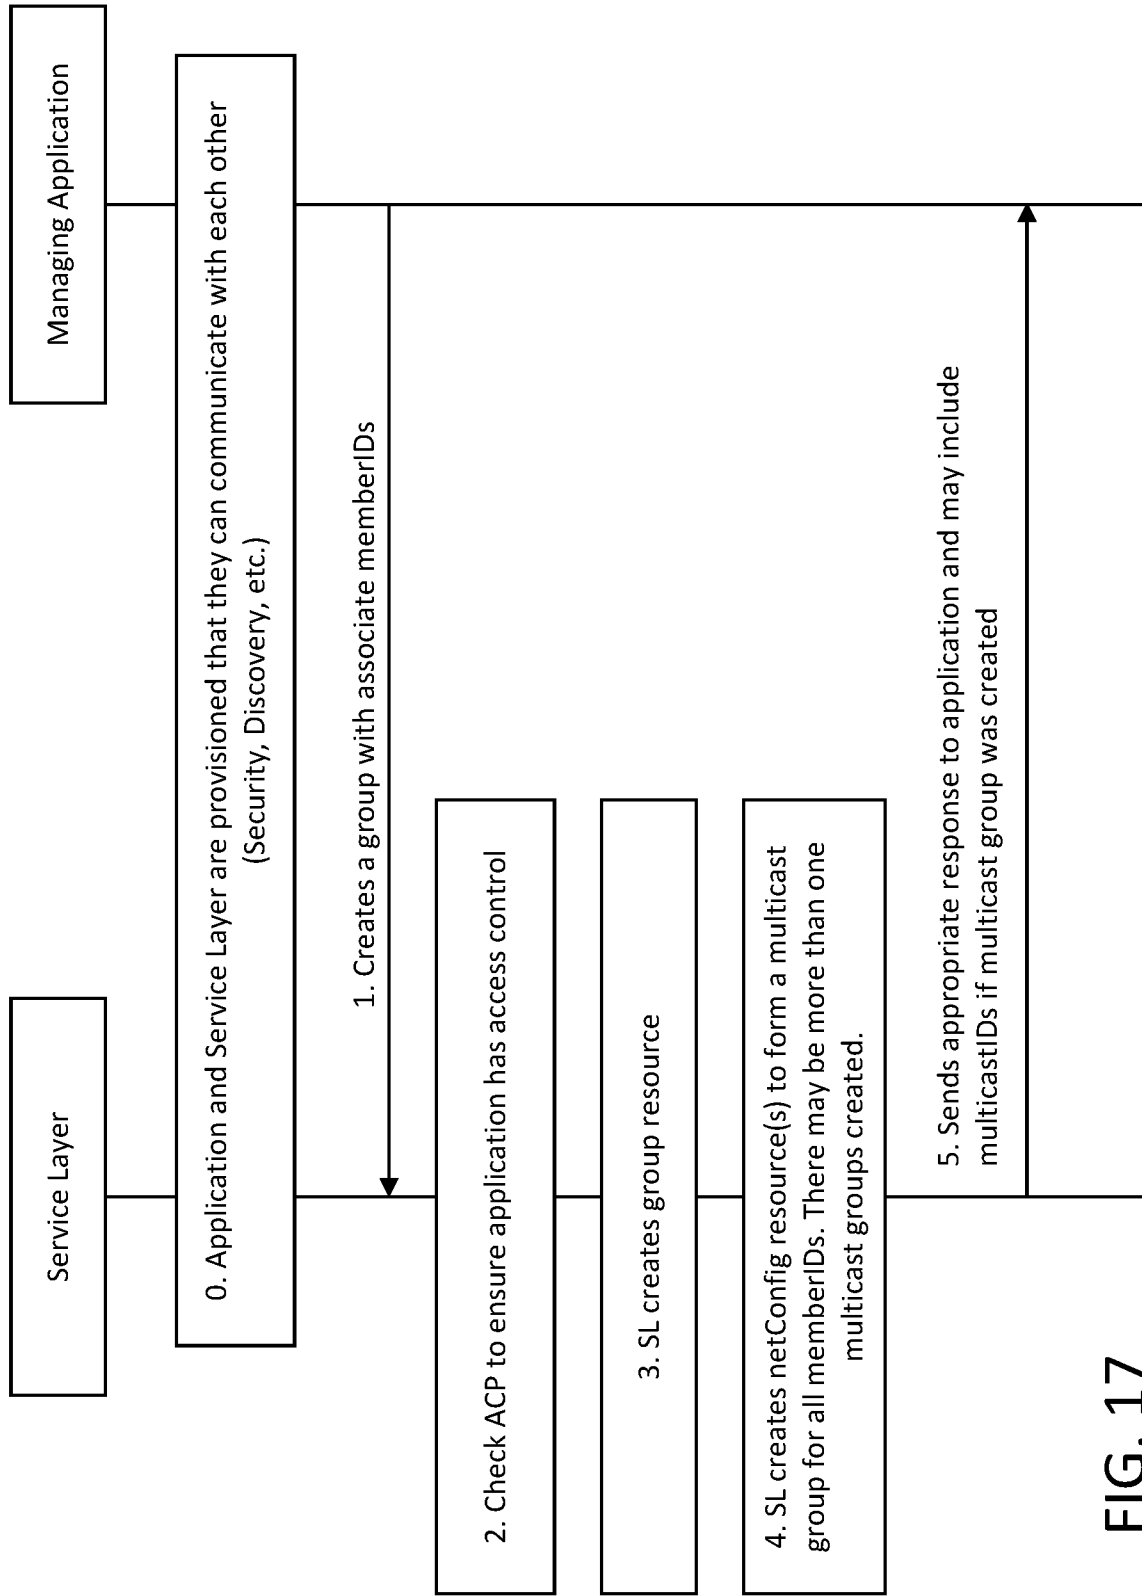 Service Layer
Managing Application
0. Application and Service Layer are provisioned that they can communicate with each other
(Security, Discovery, etc.)
1. Creates a group with associate memberIDs
2. Check ACP to ensure application has access control
3. SL creates group resource
4. SL creates netConfig resource(s) to form a multicast
group for all memberIDs. There may be more than one
multicast groups created.
5. Sends appropriate response to application and may include
multicastIDs if multicast group was created
FIG. 17